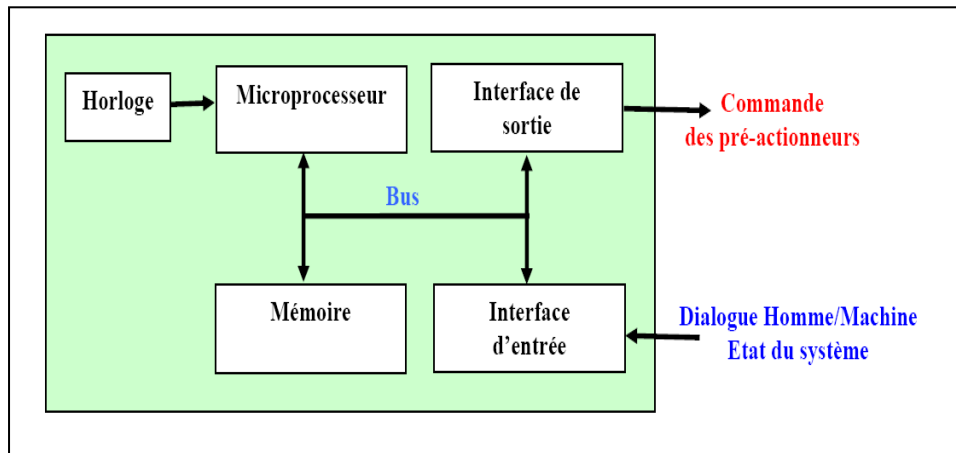 Horloge
Microprocesseur
Interface de
sortie
Commande
des pré-actionneurs
Bus
Mémoire
Interface
d'entrée
Dialogue Homme/Machine
Etat du système